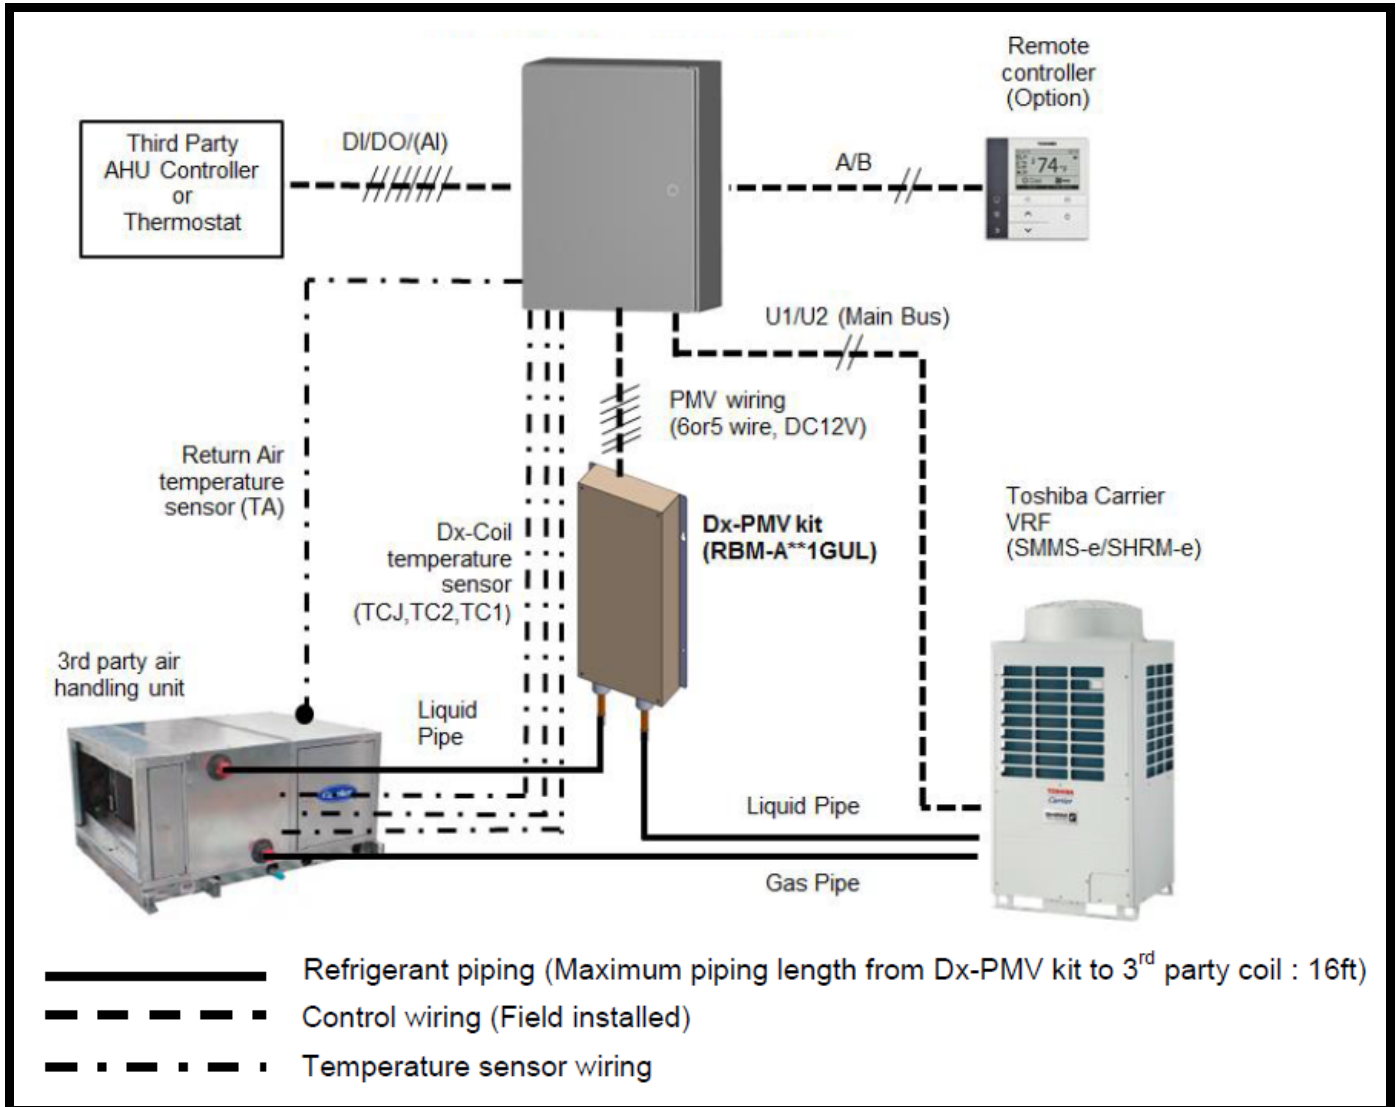 Remote
controller
(Option)
Third Party
AHU Controller
or
Thermostat
DI/DO/(AI)
A/B
TOSHIBA
74°F
U1/U2 (Main Bus)
PMV wiring
(6or5 wire, DC12V)
Return Air
temperature
sensor (TA)
Dx-Coil
temperature
sensor
(TCJ,TC2,TC1)
Dx-PMV kit
(RBM-A**1GUL)
Toshiba Carrier
VRF
(SMMS-e/SHRM-e)
3rd party air
handling unit
Liquid
Pipe
Carrier
Liquid Pipe
TOSHIBA
Carrier
Gas Pipe
Refrigerant piping (Maximum piping length from Dx-PMV kit to 3rd party coil : 16ft)
Control wiring (Field installed)
Temperature sensor wiring